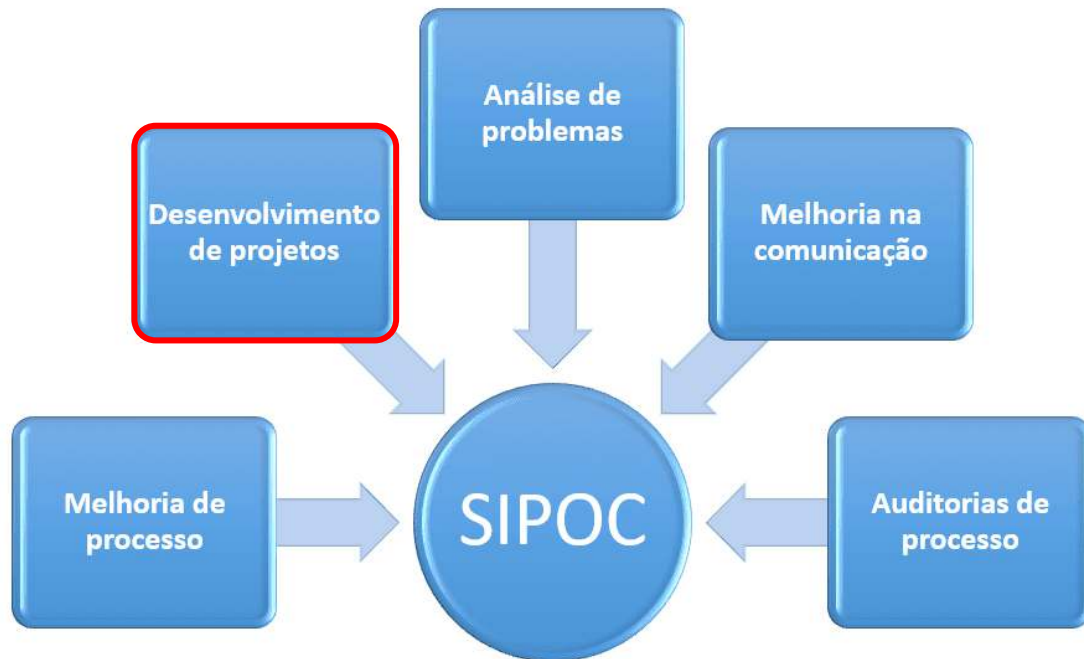 Análise de
problemas
Desenvolvimento
de projetos
Melhoria na
comunicação
Melhoria de
processo
SIPOC
Auditorias de
processo